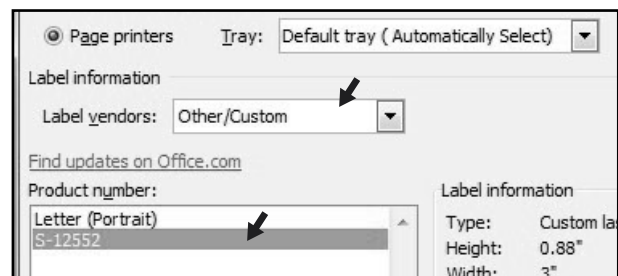 Page printers Tray: Default tray ( Automatically Select)
Label information
Label vendors: Other/Custom
Find updates on Office.com
Product number:
Letter (Portrait)
S-12552
Label information
Type: Custom
Height: 0.88"
Width: 3"